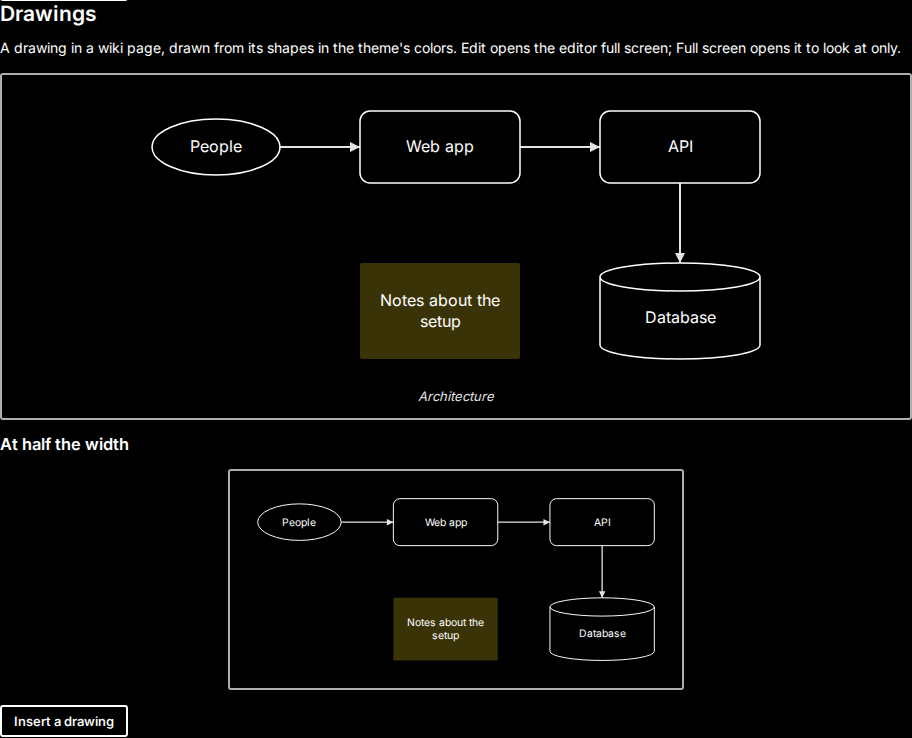 Drawings
A drawing in a wiki page, drawn from its shapes in the theme's colors. Edit opens the editor full screen; Full screen opens it to look at only.
People
Web app
API
Notes about the
setup
Database
Architecture
At half the width
People
Web app
API
Notes about the
setup
Database
Insert a drawing